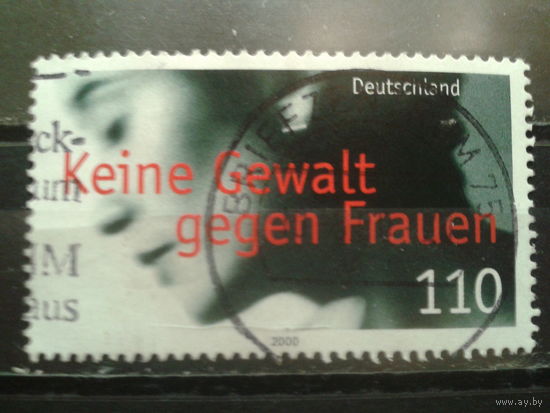 Deutschland
ck-
Keine Gewalt
um
gegen Frauen
IM
aus
110
2000
www.ay.by